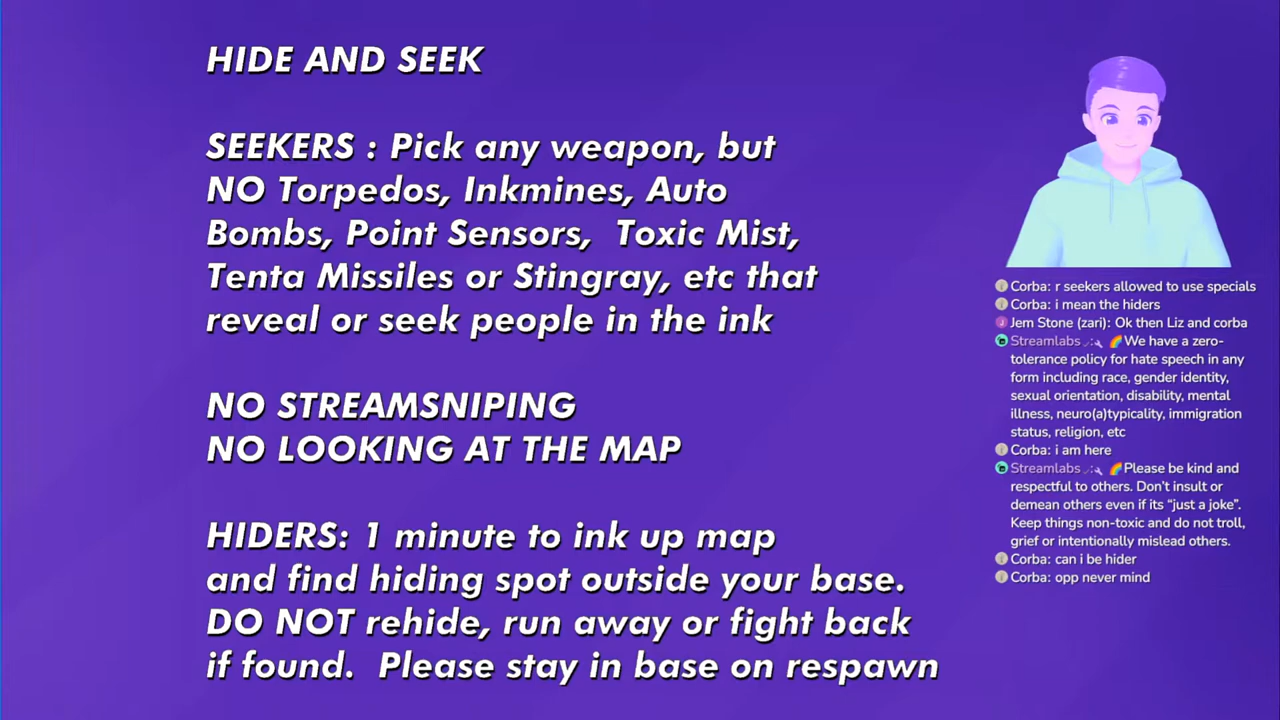 HIDE AND SEEK
SEEKERS : Pick any weapon, but
NO Torpedos, Inkmines, Auto
Bombs, Point Sensors, Toxic Mist,
Tenta Missiles or Stingray, etc that
reveal or seek people in the ink
NO STREAMSNIPING
NO LOOKING AT THE MAP
HIDERS: 1 minute to ink up map
and find hiding spot outside your base.
DO NOT rehide, run away or fight back
if found. Please stay in base on respawn
Corba: r seekers allowed to use specials
Corba: i mean the hiders
J Jem Stone (zari): Ok then Liz and corba
Streamlabs 🌈We have a zero-
tolerance policy for hate speech in any
form including race, gender identity,
sexual orientation, disability, mental
illness, neuro(a)typicality, immigration
status, religion, etc
Corba: i am here
Streamlabs 🌈Please be kind and
respectful to others. Don't insult or
demean others even if its “just a joke”.
Keep things non-toxic and do not troll,
grief or intentionally mislead others.
Corba: can i be hider
Corba: opp never mind